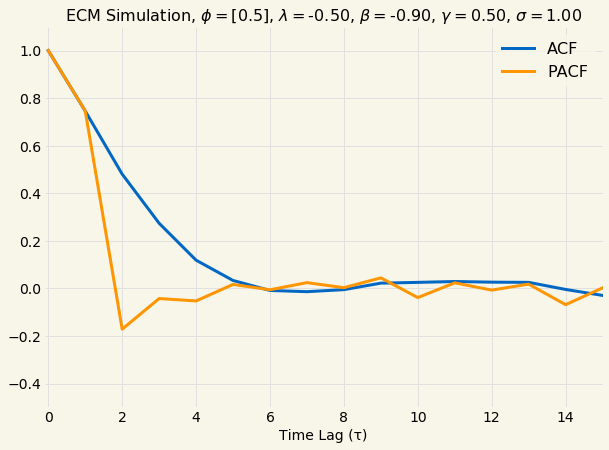 ECM Simulation, ϕ = [0.5], λ = -0.50, β = -0.90, γ = 0.50, σ = 1.00
ACF
PACF
1.0
0.8
0.6
0.4
0.2
0.0
−0.2
−0.4
0 2 4 6 8 10 12 14
Time Lag (τ)